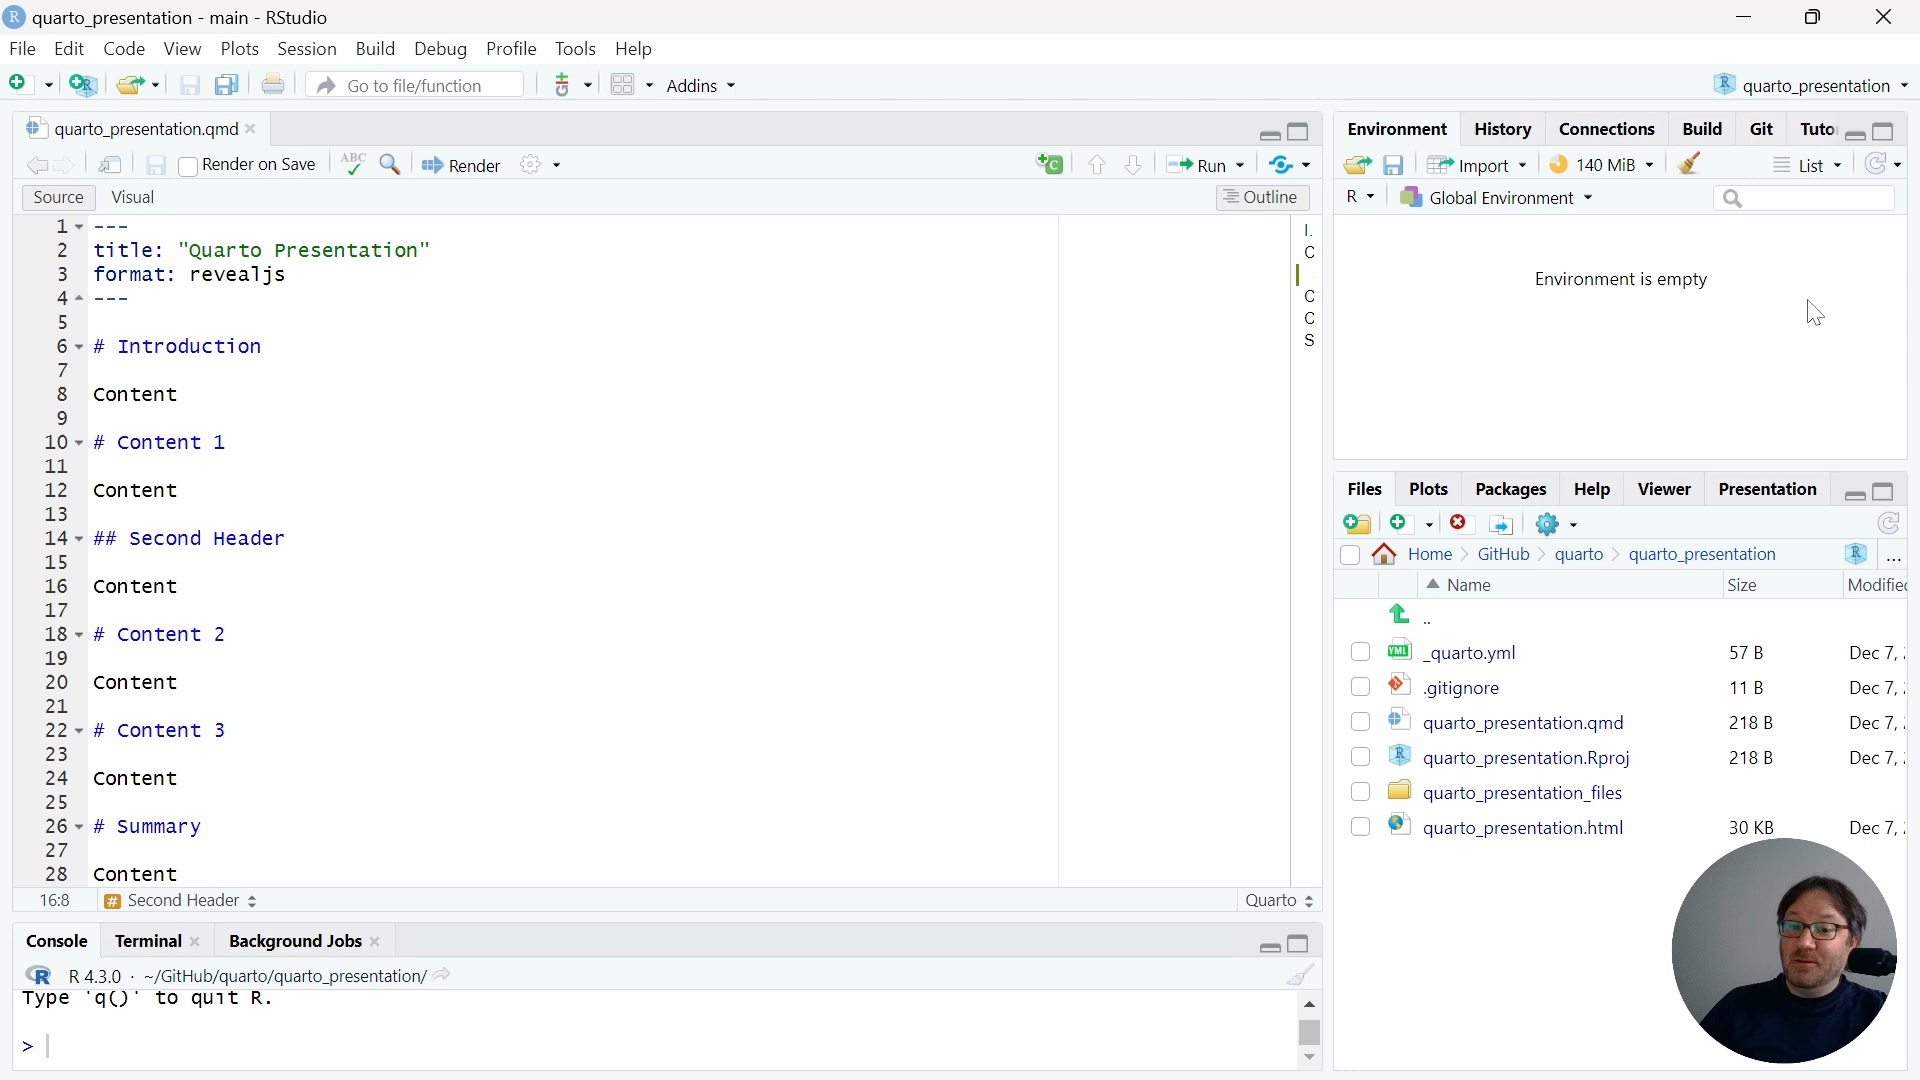 quarto_presentation - main - RStudio
File Edit Code View Plots Session Build Debug Profile Tools Help
Go to file/function Addins quarto_presentation
quarto_presentation.qmd
Render on Save ABC Render Run
Source Visual Outline
1 ---
2 title: "Quarto Presentation"
3 format: revealjs
4 ---
5
6 # Introduction
7
8 Content
9
10 # Content 1
11
12 Content
13
14 ## Second Header
15
16 Content
17
18 # Content 2
19
20 Content
21
22 # Content 3
23
24 Content
25
26 # Summary
27
28 Content
I.
C
C
C
S
16:8 # Second Header Quarto
Console Terminal Background Jobs
R 4.3.0 · ~/GitHub/quarto/quarto_presentation/
Type 'q()' to quit R.
>
Environment History Connections Build Git Tuto
Import 140 MiB List
R Global Environment
Environment is empty
Files Plots Packages Help Viewer Presentation
Home GitHub quarto quarto_presentation R ...
Name Size Modified
..
YML _quarto.yml 57 B Dec 7,
.gitignore 11 B Dec 7,
quarto_presentation.qmd 218 B Dec 7,
quarto_presentation.Rproj 218 B Dec 7,
quarto_presentation_files
quarto_presentation.html 30 KB Dec 7,